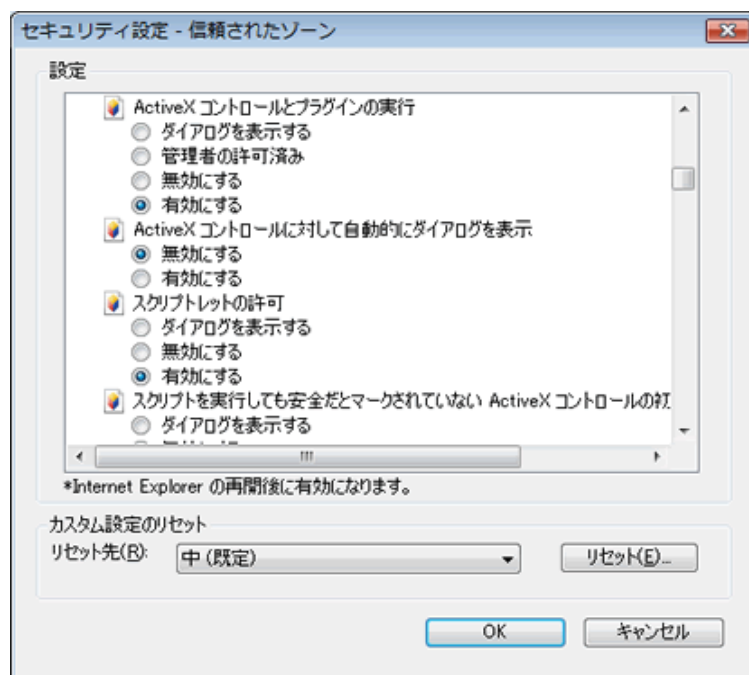 セキュリティ設定 - 信頼されたゾーン
設定
ActiveX コントロールとプラグインの実行
ダイアログを表示する
管理者の許可済み
無効にする
有効にする
ActiveX コントロールに対して自動的にダイアログを表示
無効にする
有効にする
スクリプトレットの許可
ダイアログを表示する
無効にする
有効にする
スクリプトを実行しても安全だとマークされていない ActiveX コントロールの初
ダイアログを表示する
*Internet Explorer の再開後に有効になります。
カスタム設定のリセット
リセット先(R): 中 (既定) リセット(E)...
OK キャンセル